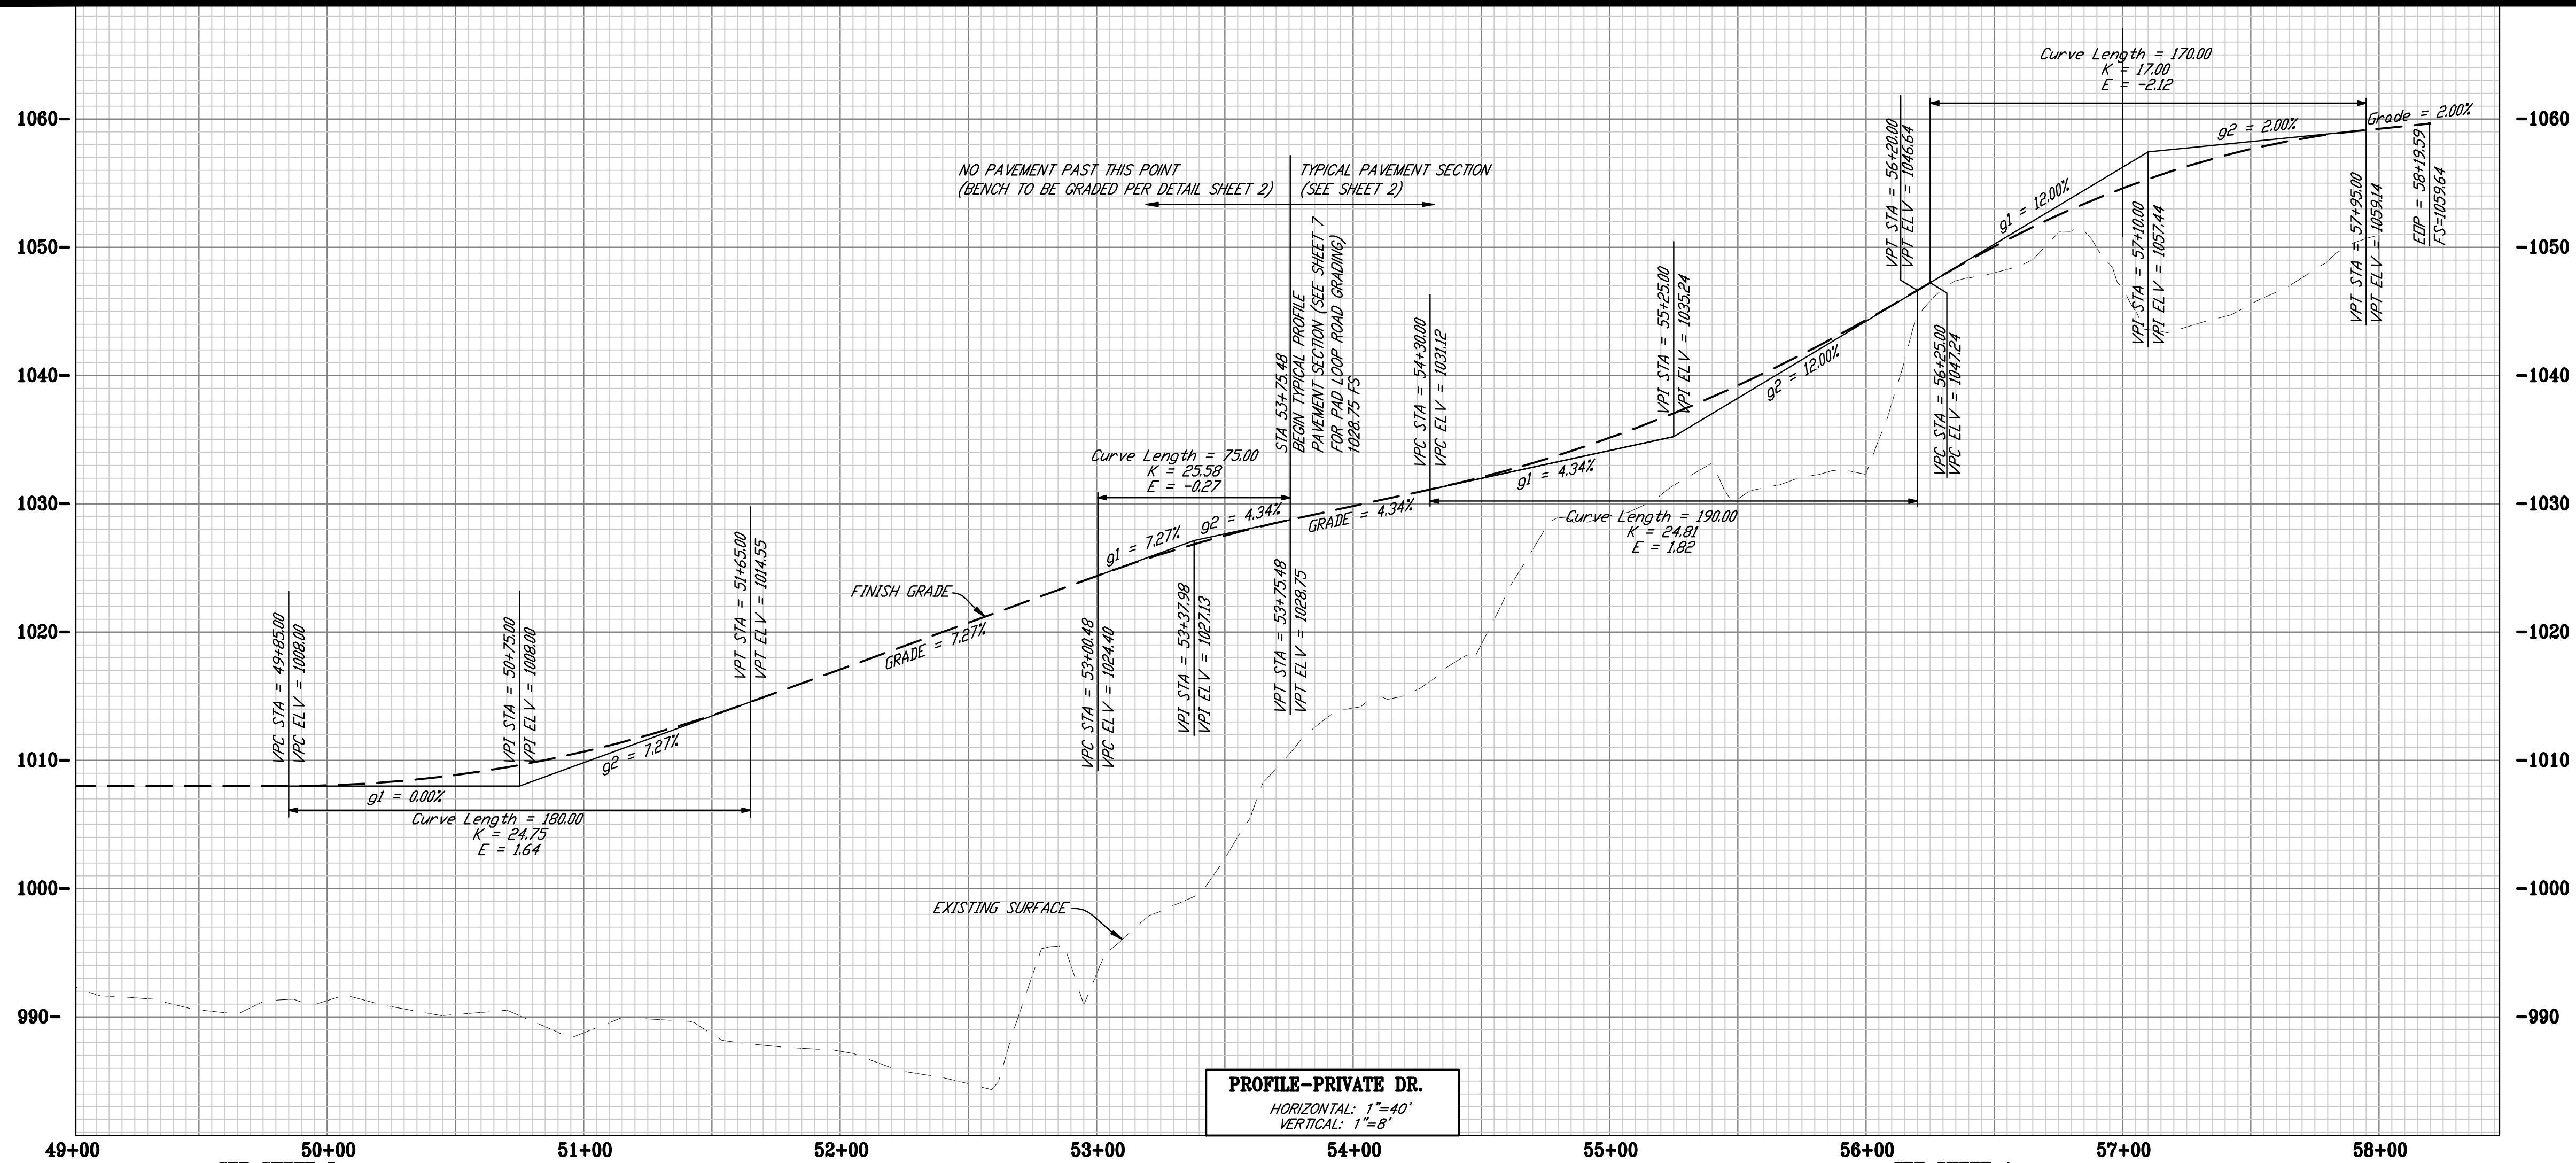 Curve Length = 170.00
K = 17.00
E = -2.12
1060-
-1060
g2 = 2.00%
Grade = 2.00%
VPT STA = 56+20.00
VPT ELV = 1046.64
EOP = 58+19.59
FS=1059.64
NO PAVEMENT PAST THIS POINT
(BENCH TO BE GRADED PER DETAIL SHEET 2)
TYPICAL PAVEMENT SECTION
(SEE SHEET 2)
g1 = 12.00%
VPI STA = 57+10.00
VPI ELV = 1057.44
VPT STA = 57+95.00
VPT ELV = 1059.14
1050-
-1050
STA 53+75.48
BEGIN TYPICAL PROFILE
PAVEMENT SECTION (SEE SHEET 7
FOR PAD LOOP ROAD GRADING)
1028.75 FS
VPC STA = 54+30.00
VPC ELV = 1031.12
VPI STA = 55+25.00
VPI ELV = 1035.24
g2 = 12.00%
VPC STA = 56+25.00
VPC ELV = 1047.24
1040-
-1040
Curve Length = 75.00
K = 25.58
E = -0.27
g1 = 4.34%
1030-
-1030
g1 = 7.27%
g2 = 4.34%
GRADE = 4.34%
Curve Length = 190.00
K = 24.81
E = 1.82
VPT STA = 51+65.00
VPT ELV = 1014.55
FINISH GRADE
GRADE = 7.27%
VPC STA = 53+00.48
VPC ELV = 1024.40
VPI STA = 53+37.98
VPI ELV = 1027.13
VPT STA = 53+75.48
VPT ELV = 1028.75
1020-
-1020
VPC STA = 49+85.00
VPC ELV = 1008.00
VPI STA = 50+75.00
VPI ELV = 1008.00
g2 = 7.27%
1010-
-1010
g1 = 0.00%
Curve Length = 180.00
K = 24.75
E = 1.64
1000-
-1000
EXISTING SURFACE
990-
-990
PROFILE-PRIVATE DR.
HORIZONTAL: 1"=40'
VERTICAL: 1"=8'
49+00
50+00
51+00
52+00
53+00
54+00
55+00
56+00
57+00
58+00